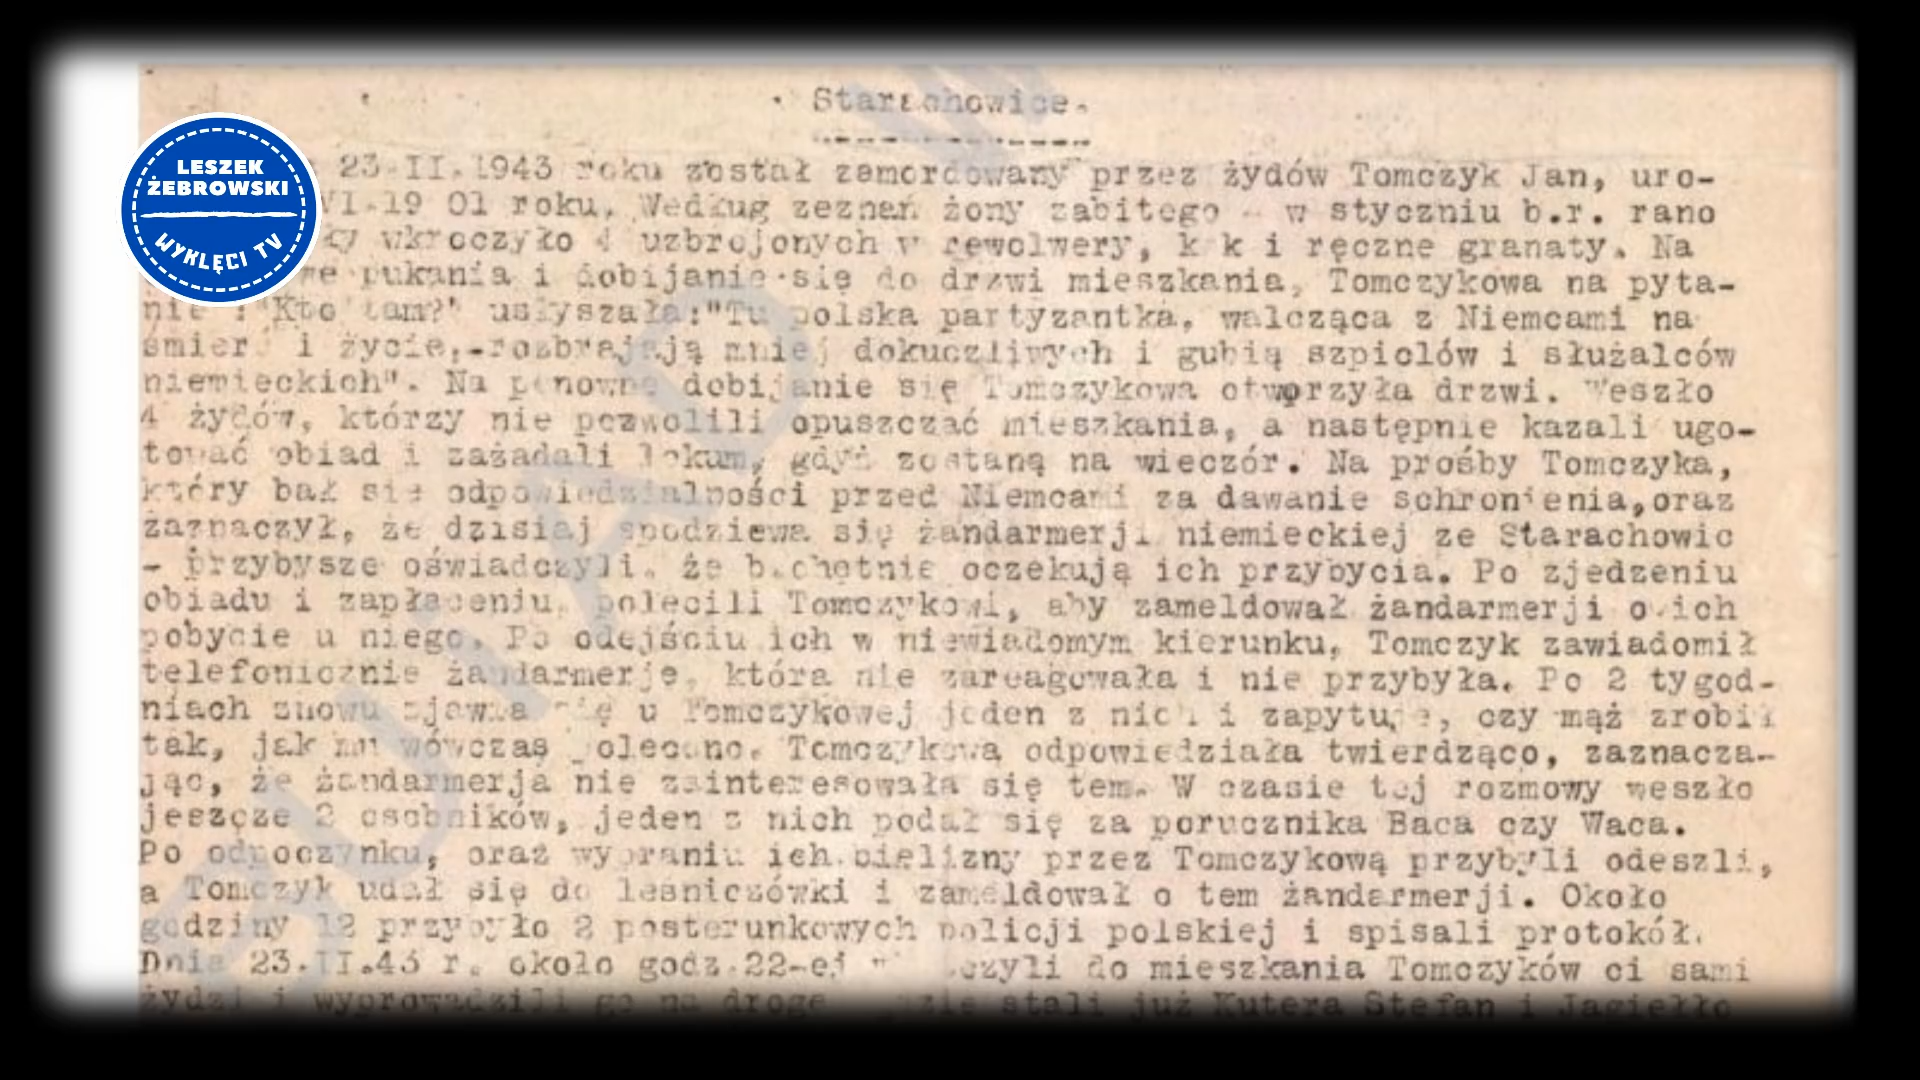 Starachowice.
LESZEK
ŻEBROWSKI
WYKLĘCI TV
23.II.1943 roku został zamordowany przez żydów Tomczyk Jan, uro-
VI.19 01 roku. Według zeznań żony zabitego - w styczniu b.r. rano
wkroczyło 4 uzbrojonych w rewolwery, k k i ręczne granaty. Na
pukania i dobijanie się do drzwi mieszkania, Tomczykowa na pyta-
nie :"Kto tam?" usłyszała:"Tu polska partyzantka, walcząca z Niemcami na
śmierć i życie,-rozbrajają mniej dokuczliwych i gubią szpiclów i służalców
niemieckich". Na ponowne dobijanie się Tomczykowa otworzyła drzwi. Weszło
4 żydów, którzy nie pozwolili opuszczać mieszkania, a następnie kazali ugo-
tować obiad i zażadali lokum, gdyż zostaną na wieczór. Na prośby Tomczyka,
który bał sie odpowiedzialności przed Niemcami za dawanie schronienia,oraz
zaznaczył, że dzisiaj spodziewa się żandarmerji niemieckiej ze Starachowic
- przybysze oświadczyli, że b.chętnie oczekują ich przybycia. Po zjedzeniu
obiadu i zapłaceniu, polecili Tomczykowi, aby zameldował żandarmerji o ich
pobycie u niego. Po odejściu ich w niewiadomym kierunku, Tomczyk zawiadomił
telefonicznie żandarmerje, która nie zareagowała i nie przybyła. Po 2 tygod-
niach znowu zjawia się u Tomczykowej jeden z nich i zapytuje, czy mąż zrobił
tak, jak mu wówczas polecono. Tomczykowa odpowiedziała twierdząco, zaznacza-
jąc, że żandarmerja nie zainteresowała się tem. W czasie tej rozmowy weszło
jeszcze 2 osobników, jeden z nich podał się za porucznika Baca czy Waca.
Po odpoczynku, oraz wypraniu ich bielizny przez Tomczykową przybyli odeszli,
a Tomczyk udał się do leśniczówki i zameldował o tem żandarmerji. Około
godziny 12 przybyło 2 posterunkowych policji polskiej i spisali protokół.
Dnia 23.II.43 r. około godz.22-ej do mieszkania Tomczyków ci sami
żydzi i wyprowadzili go na drogę stali już Kutera Stefan i Jagiełło